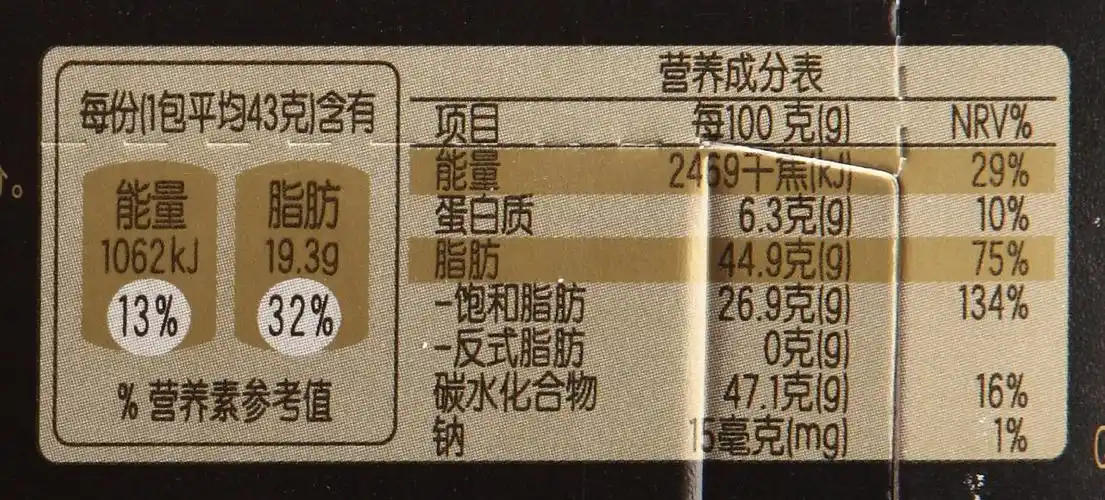 每份(1包平均43克)含有
能量
1062kJ
13%
脂肪
19.3g
32%
% 营养素参考值
营养成分表
项目 每100 克(g) NRV%
能量 2469千焦(kJ) 29%
蛋白质 6.3克(g) 10%
脂肪 44.9克(g) 75%
-饱和脂肪 26.9克(g) 134%
-反式脂肪 0克(g)
碳水化合物 47.1克(g) 16%
钠 15毫克(mg) 1%